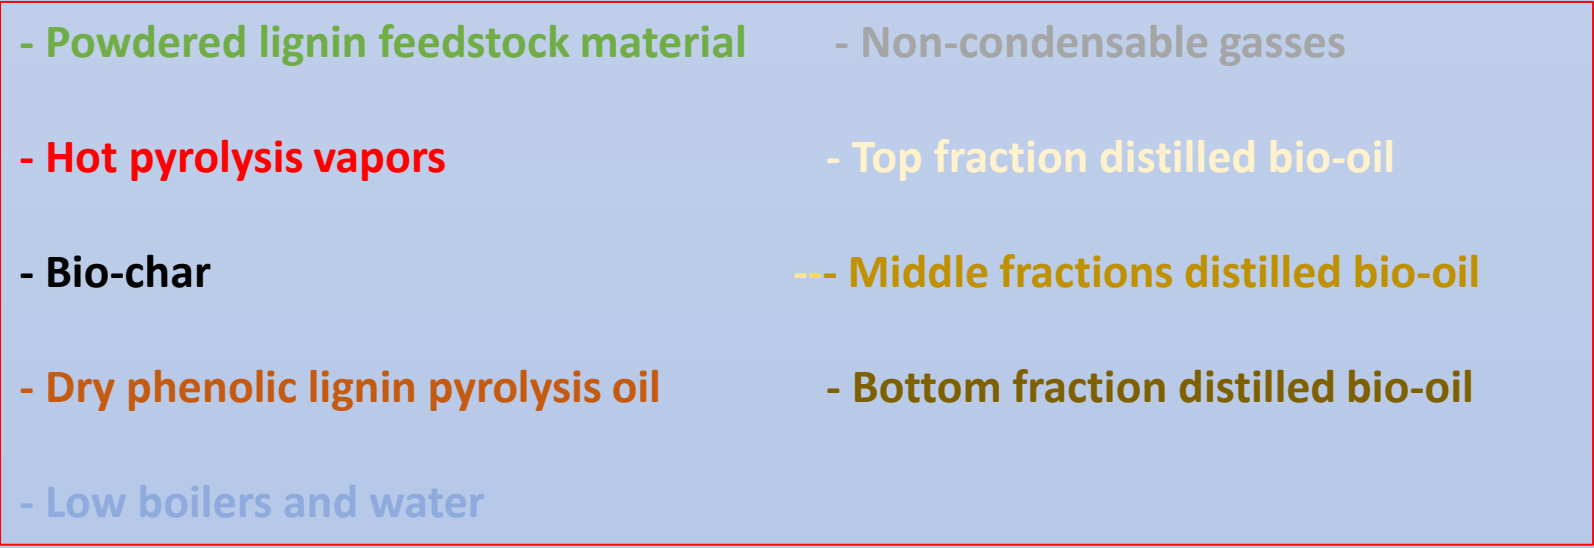 - Powdered lignin feedstock material
- Hot pyrolysis vapors
- Bio-char
- Dry phenolic lignin pyrolysis oil
- Low boilers and water
- Non-condensable gasses
- Top fraction distilled bio-oil
--- Middle fractions distilled bio-oil
- Bottom fraction distilled bio-oil